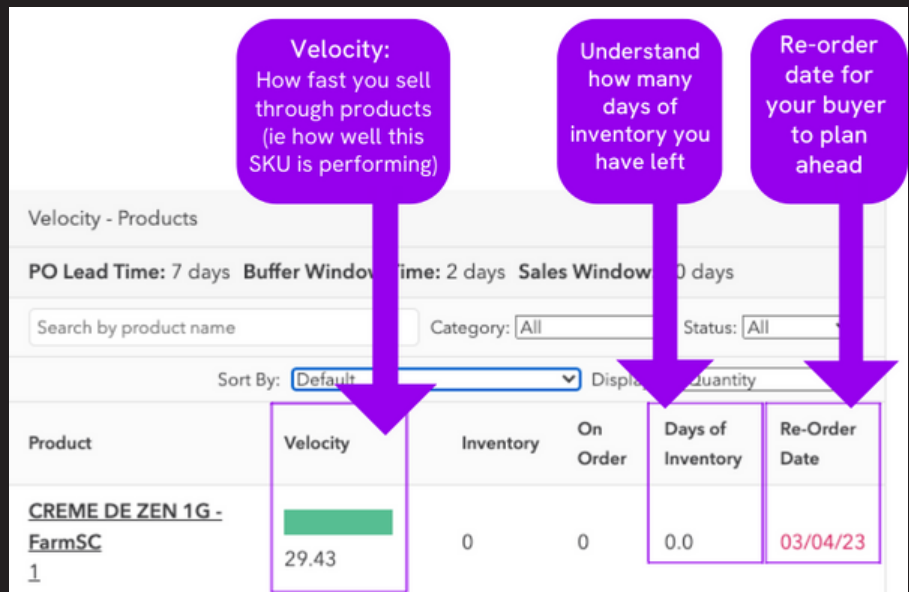 Velocity:
How fast you sell
through products
(ie how well this
SKU is performing)
Understand
how many
days of
inventory you
have left
Re-order
date for
your buyer
to plan
ahead
Velocity - Products
PO Lead Time: 7 days Buffer Window Time: 2 days Sales Window 0 days
Search by product name Category: All Status: All
Sort By: Default Display Quantity
Product Velocity Inventory On Order Days of Inventory Re-Order Date
CREME DE ZEN 1G -
FarmSC
1
29.43 0 0 0.0 03/04/23